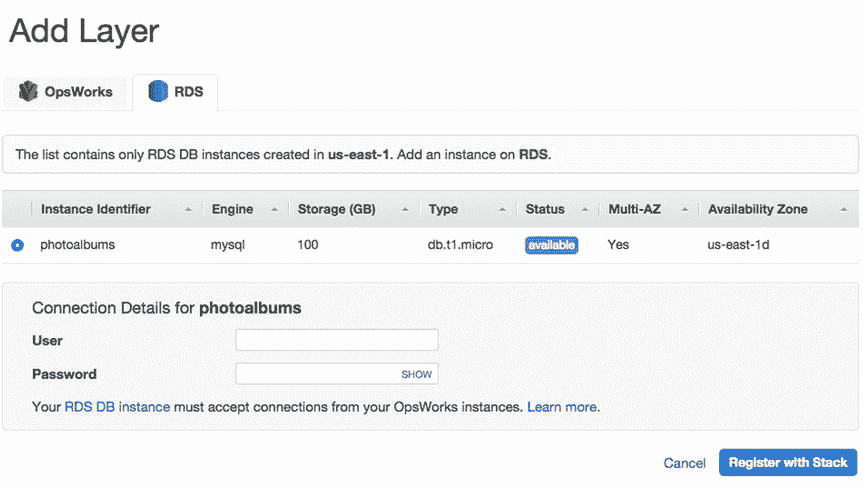 Add Layer
OpsWorks RDS
The list contains only RDS DB instances created in us-east-1. Add an instance on RDS.
Instance Identifier Engine Storage (GB) Type Status Multi-AZ Availability Zone
photoalbums mysql 100 db.t1.micro available Yes us-east-1d
Connection Details for photoalbums
User
Password SHOW
Your RDS DB instance must accept connections from your OpsWorks instances. Learn more.
Cancel Register with Stack